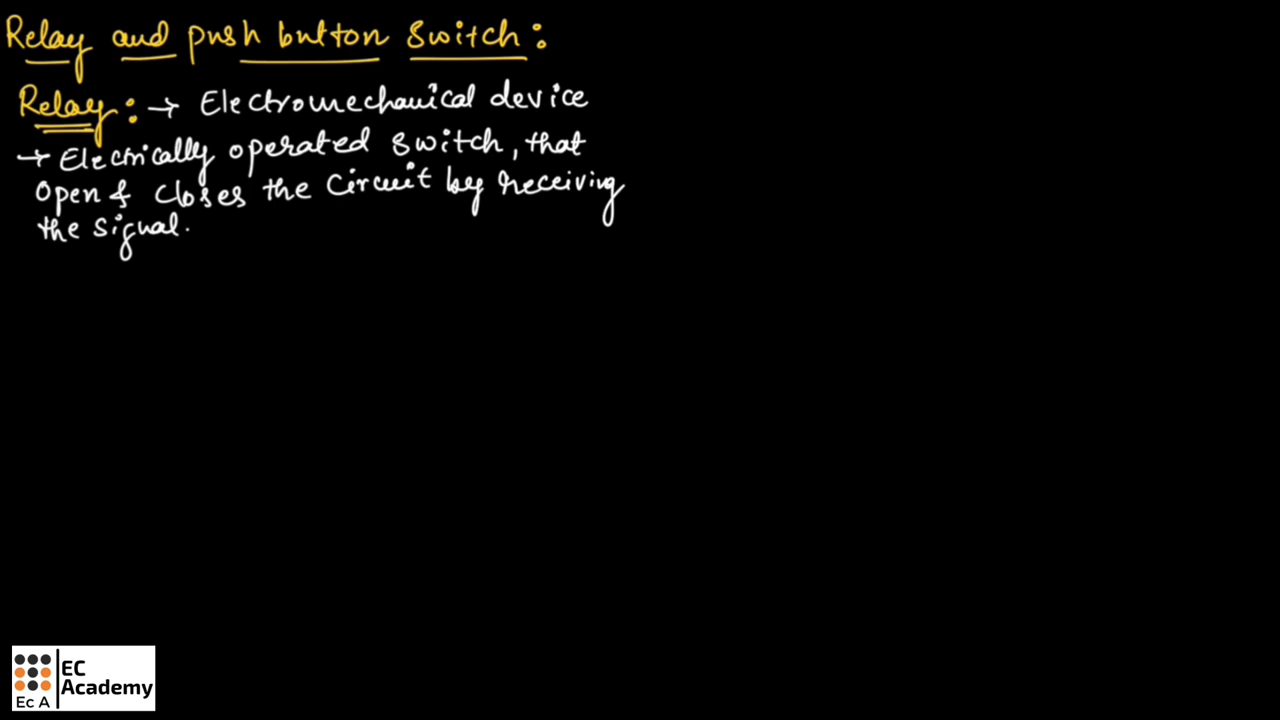 Relay and push button switch:
Relay: → Electromechanical device
→ Electrically operated switch, that
open & closes the circuit by receiving
the signal.
EC
Academy
Ec A